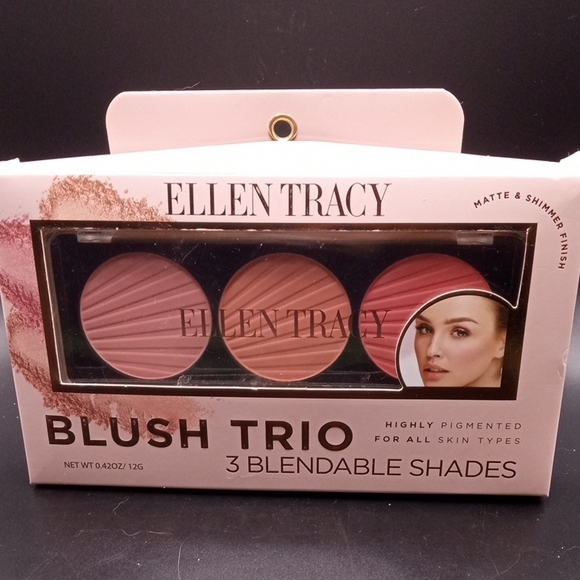 ELLEN TRACY
MATTE & SHIMMER FINISH
ELLEN TRACY
BLUSH TRIO
HIGHLY PIGMENTED
FOR ALL SKIN TYPES
NET WT 0.42OZ/ 12G
3 BLENDABLE SHADES